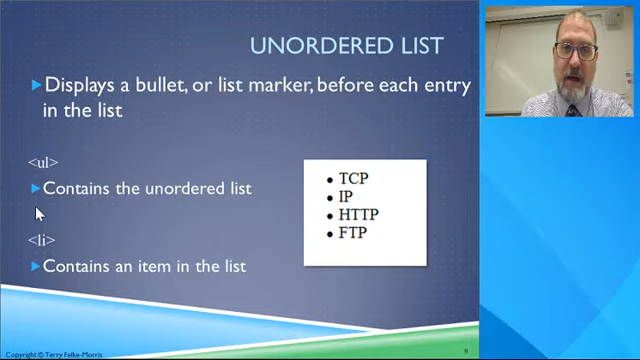 UNORDERED LIST
Displays a bullet, or list marker, before each entry
in the list
<ul>
Contains the unordered list
<li>
Contains an item in the list
• TCP
• IP
• HTTP
• FTP
Copyright © Terry Felke-Morris